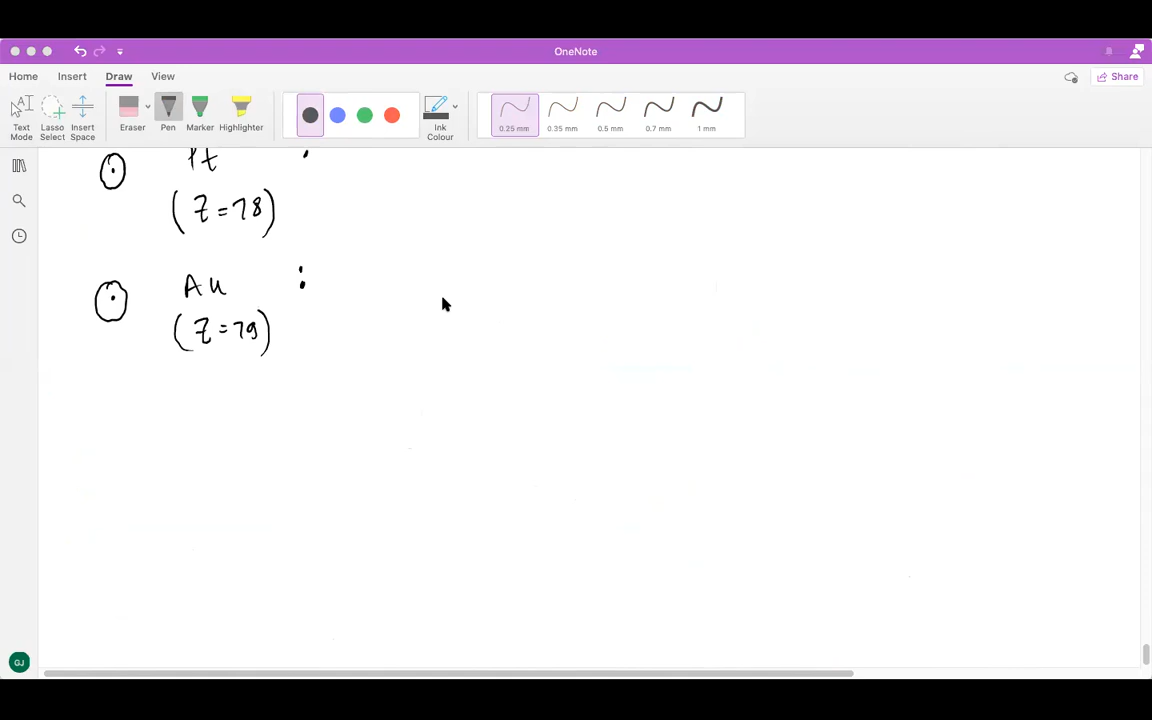 OneNote
Home Insert Draw View
Share
Text Mode
Lasso Select
Insert Space
Eraser
Pen
Marker
Highlighter
Ink Colour
0.25 mm
0.35 mm
0.5 mm
0.7 mm
1 mm
Pt :
(Z=78)
Au :
(Z=79)
GJ